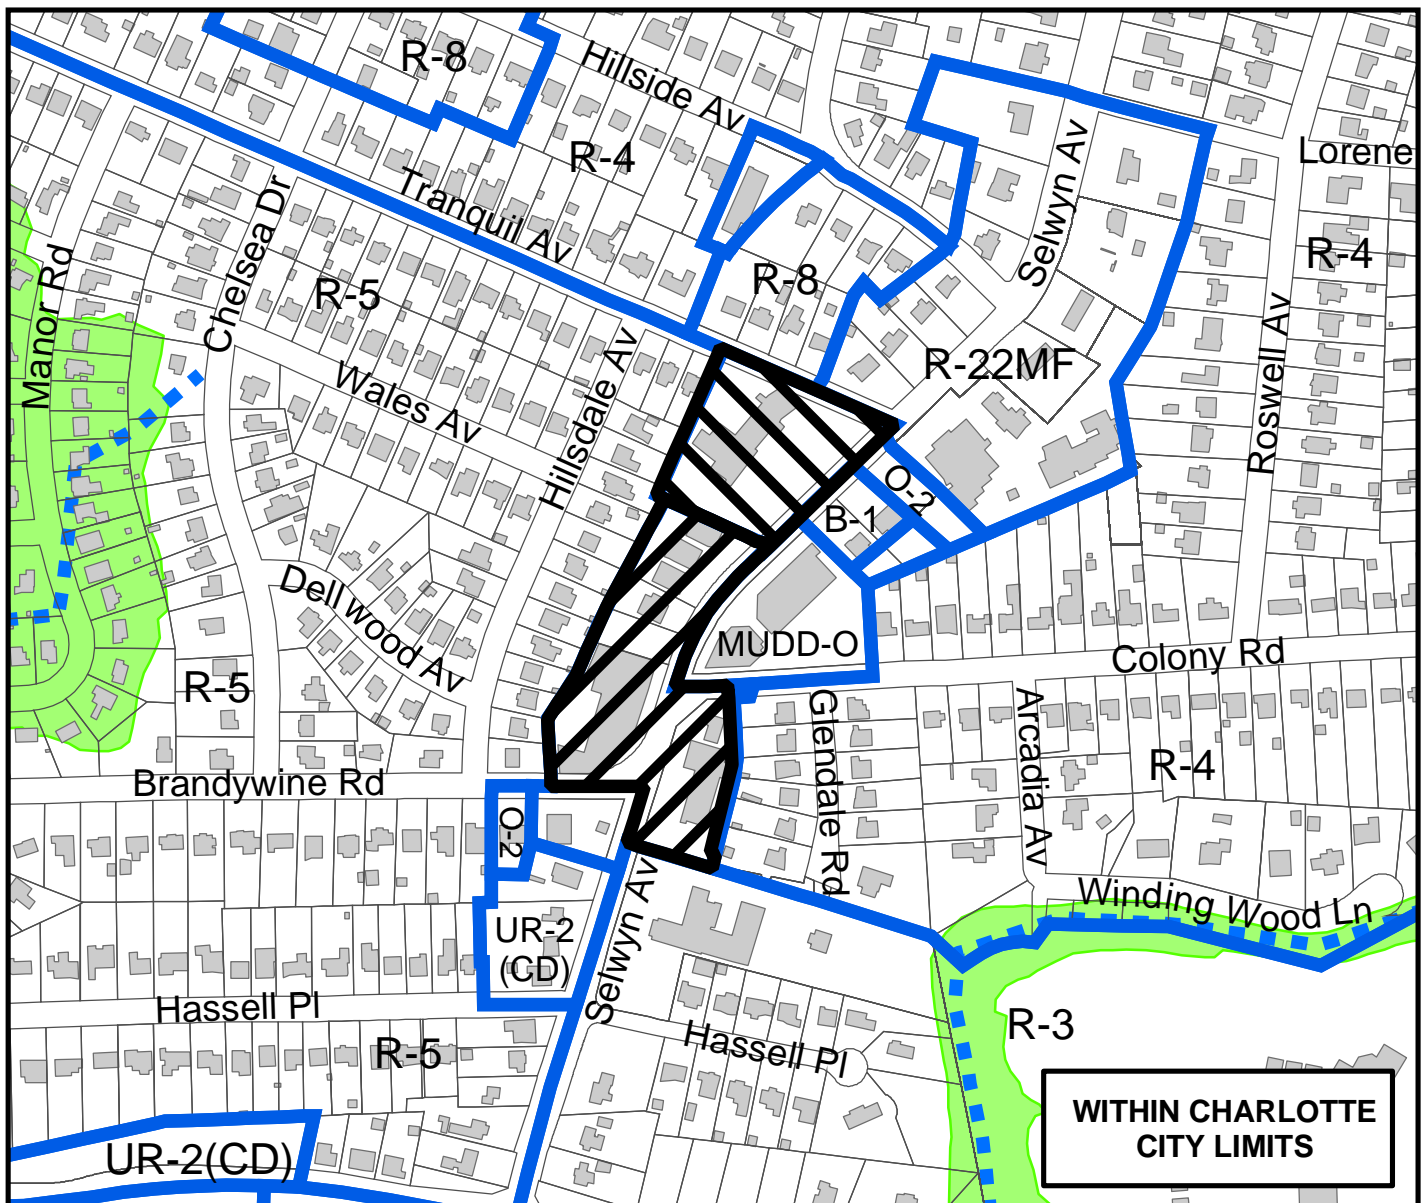 R-8
Hillside Av
R-4
Lorene
Selwyn Av
Tranquil Av
Chelsea Dr
Manor Rd
R-5
R-8
R-4
Roswell Av
Hillsdale Av
Wales Av
R-22MF
O-2
B-1
Dellwood Av
MUDD-O
Colony Rd
R-5
Glendale Rd
Arcadia Av
R-4
Brandywine Rd
O-2
Selwyn Av
Winding Wood Ln
UR-2
(CD)
Hassell Pl
R-5
Hassell Pl
R-3
UR-2(CD)
WITHIN CHARLOTTE
CITY LIMITS